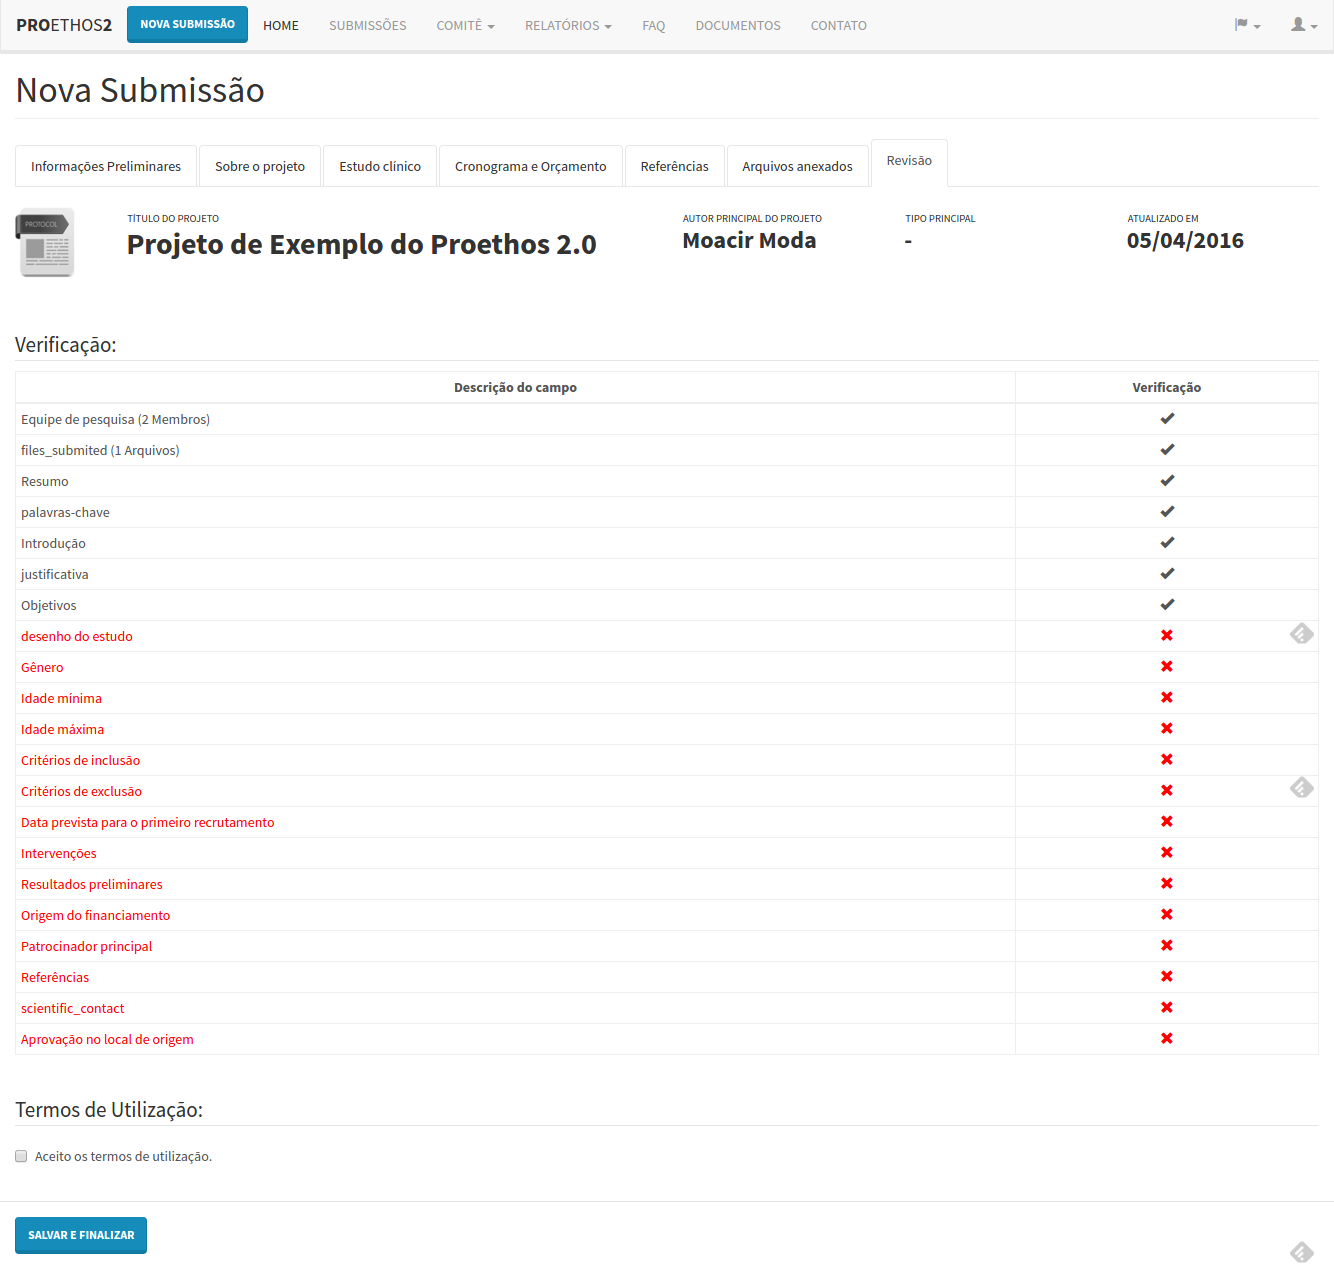 PROETHOS2 NOVA SUBMISSÃO HOME SUBMISSÕES COMITÊ RELATÓRIOS FAQ DOCUMENTOS CONTATO
Nova Submissão
Informações Preliminares Sobre o projeto Estudo clínico Cronograma e Orçamento Referências Arquivos anexados Revisão
PROTOCOL
TÍTULO DO PROJETO AUTOR PRINCIPAL DO PROJETO TIPO PRINCIPAL ATUALIZADO EM
Projeto de Exemplo do Proethos 2.0 Moacir Moda - 05/04/2016
Verificação:
Descrição do campo Verificação
Equipe de pesquisa (2 Membros)
files_submited (1 Arquivos)
Resumo
palavras-chave
Introdução
justificativa
Objetivos
desenho do estudo
Gênero
Idade mínima
Idade máxima
Critérios de inclusão
Critérios de exclusão
Data prevista para o primeiro recrutamento
Intervenções
Resultados preliminares
Origem do financiamento
Patrocinador principal
Referências
scientific_contact
Aprovação no local de origem
Termos de Utilização:
Aceito os termos de utilização.
SALVAR E FINALIZAR